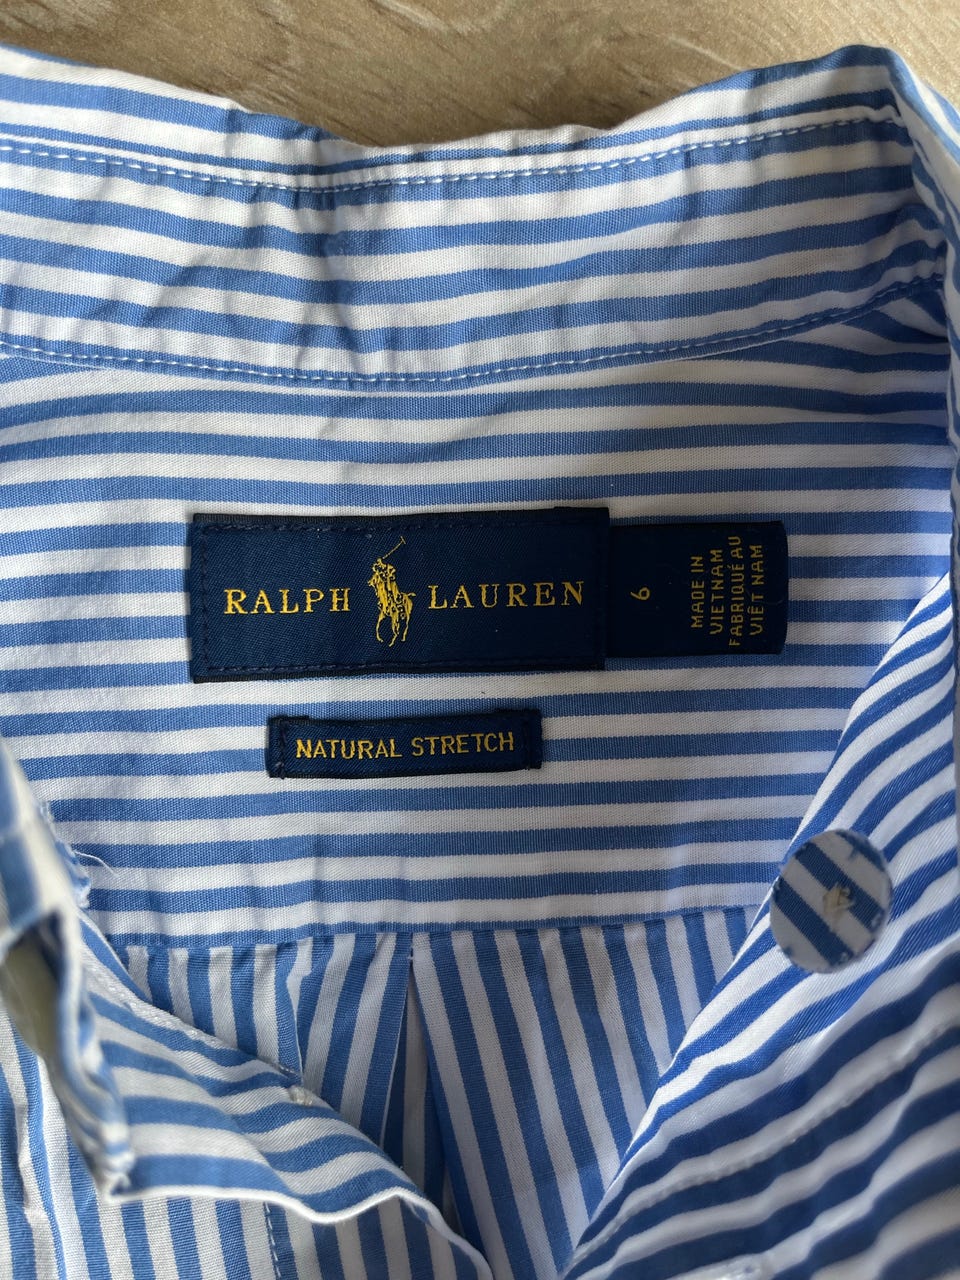 RALPH LAUREN
6
MADE IN
VIETNAM
FABRIQUÉ AU
VIÊT NAM
NATURAL STRETCH